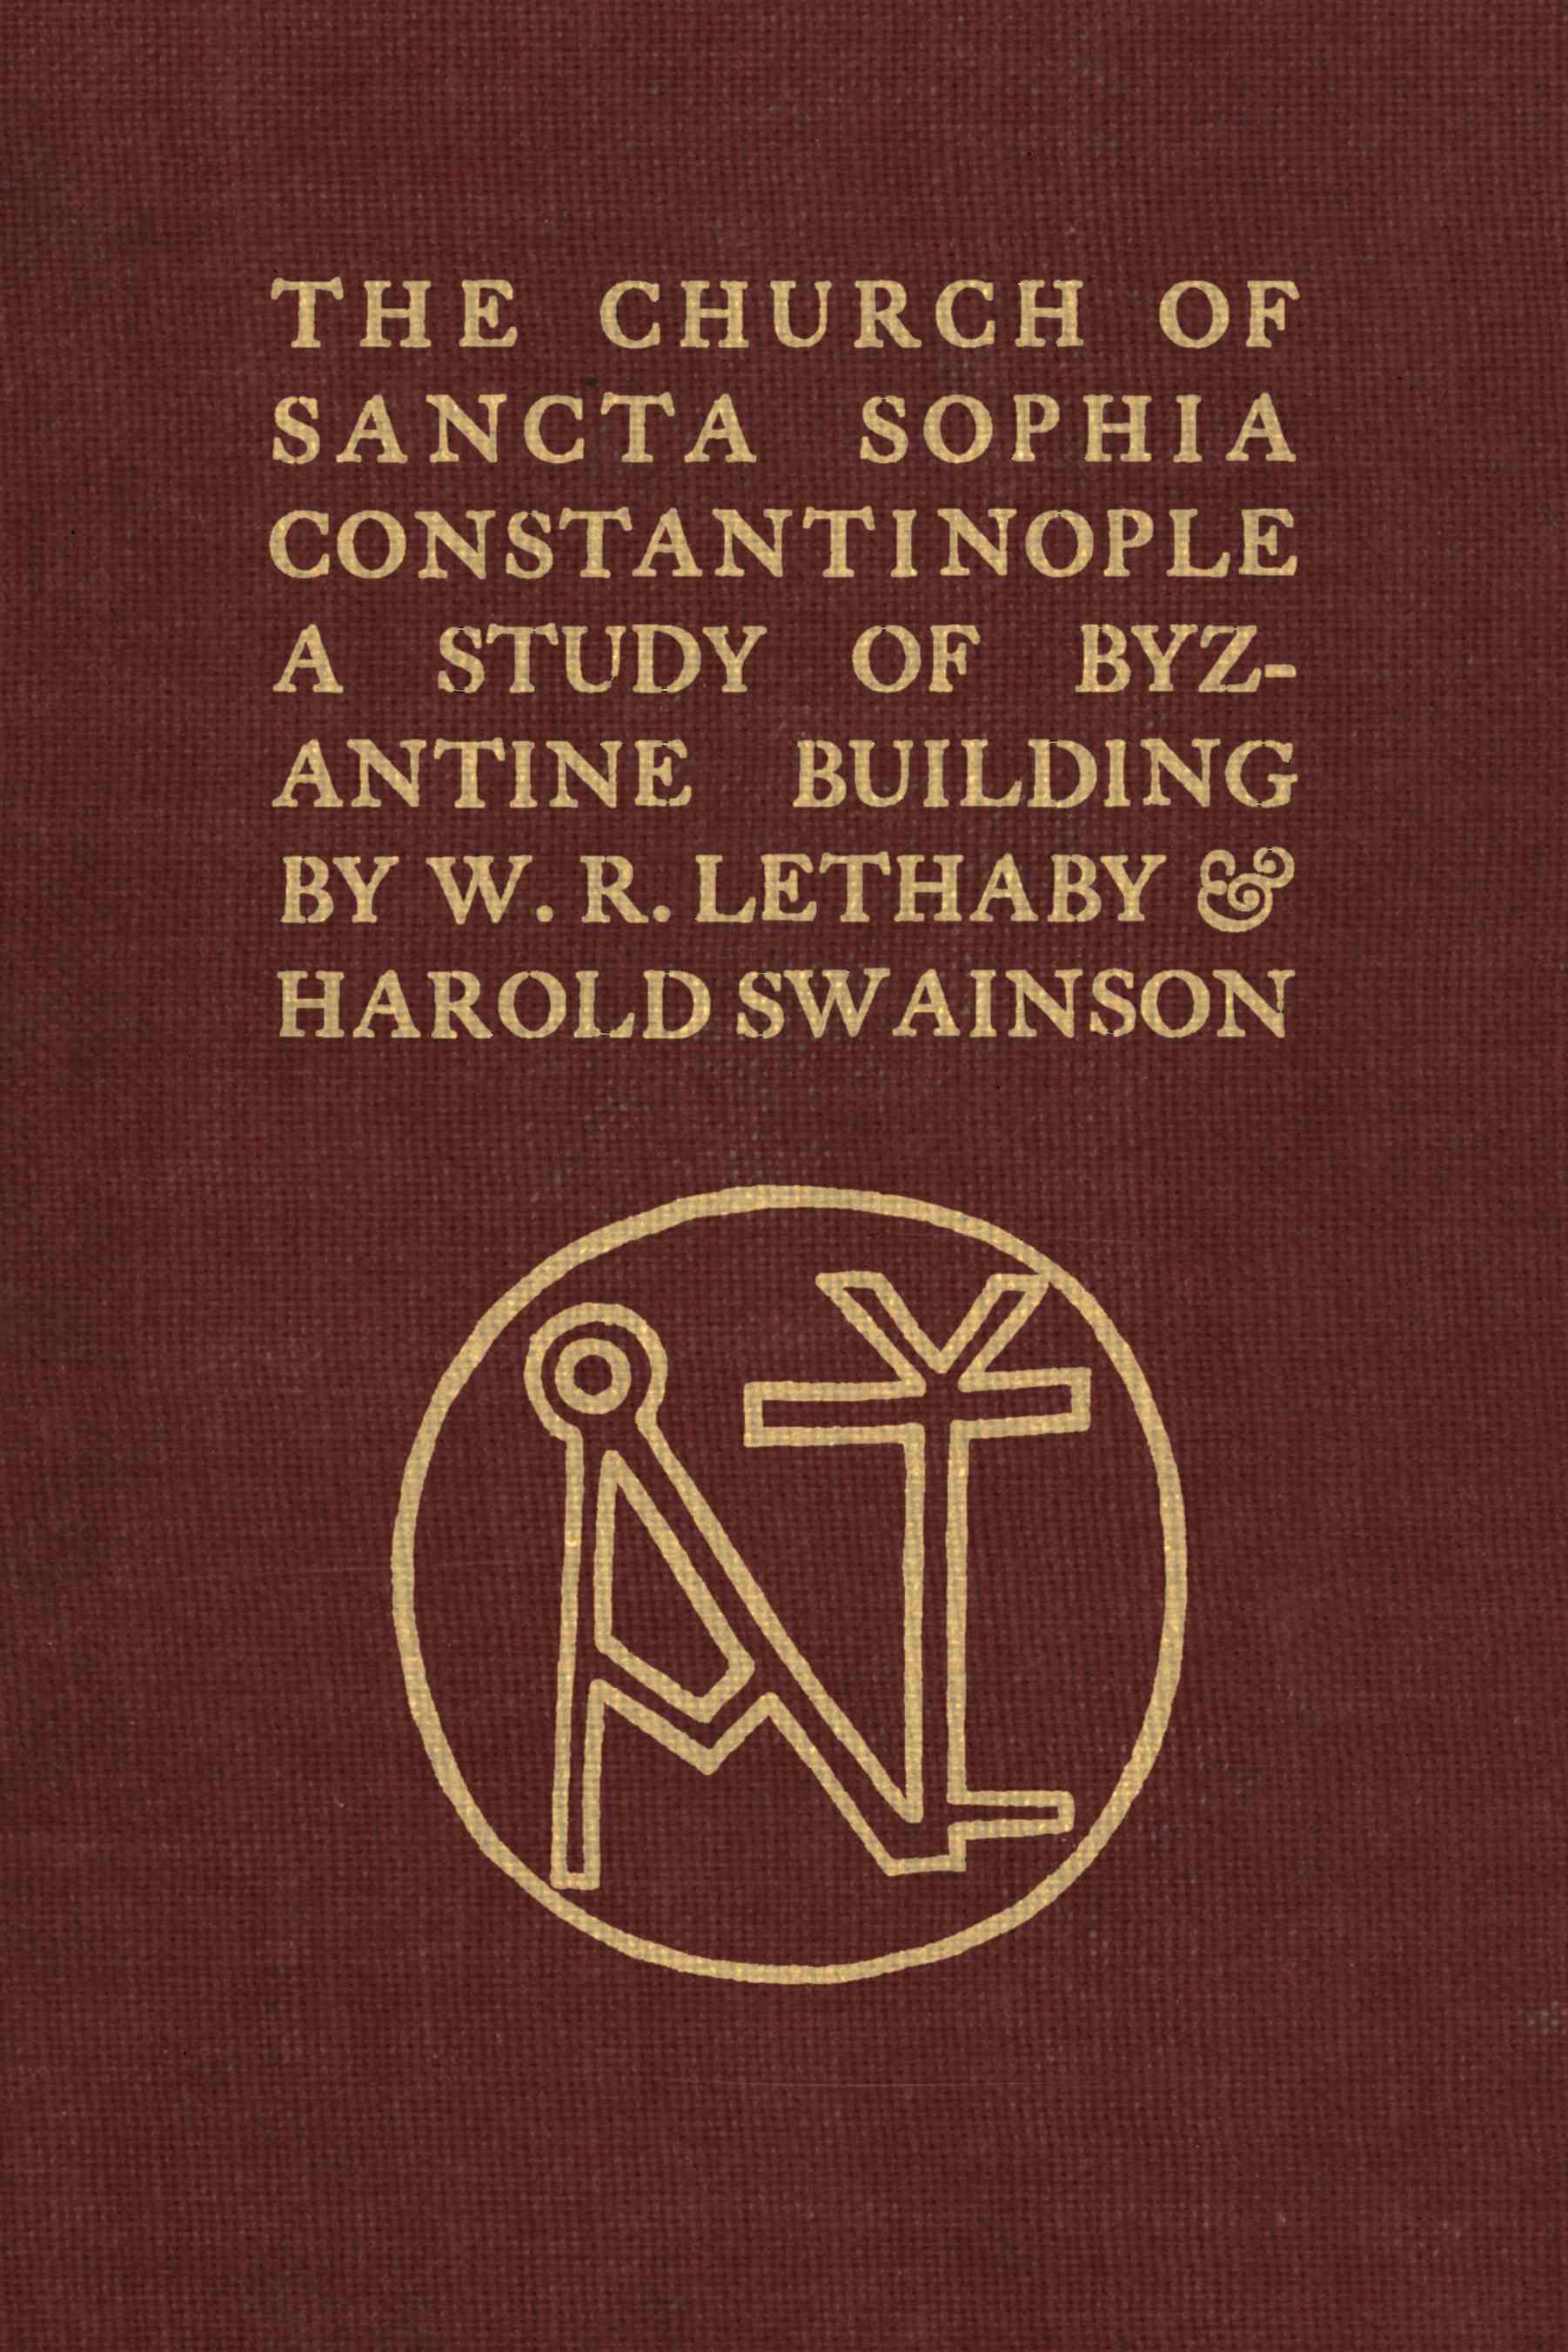 THE CHURCH OF
SANCTA SOPHIA
CONSTANTINOPLE
A STUDY OF BYZ-
ANTINE BUILDING
BY W. R. LETHABY &
HAROLD SWAINSON